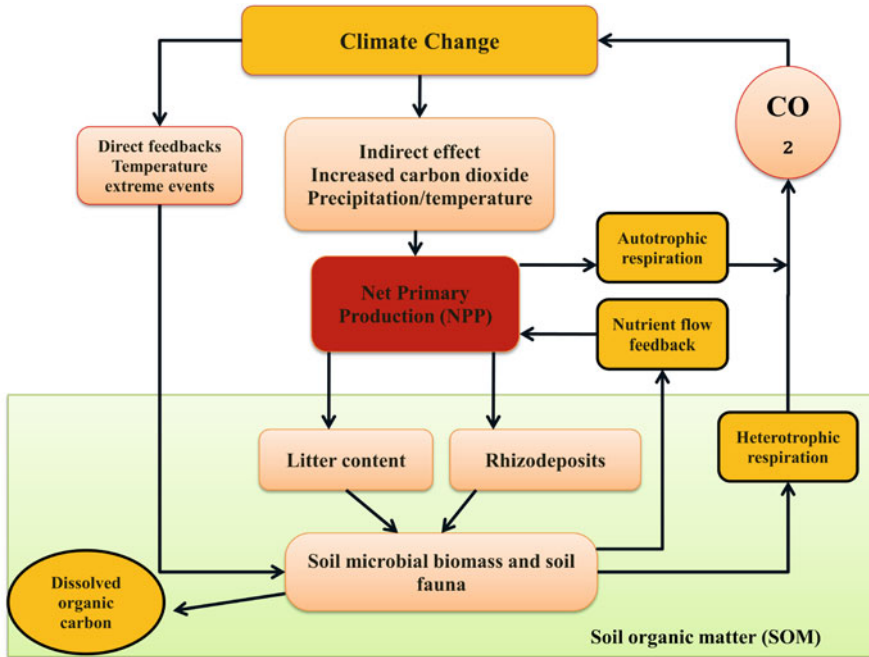 Climate Change
CO
2
Direct feedbacks
Temperature
extreme events
Indirect effect
Increased carbon dioxide
Precipitation/temperature
Autotrophic
respiration
Net Primary
Production (NPP)
Nutrient flow
feedback
Litter content
Rhizodeposits
Heterotrophic
respiration
Soil microbial biomass and soil
fauna
Dissolved
organic
carbon
Soil organic matter (SOM)